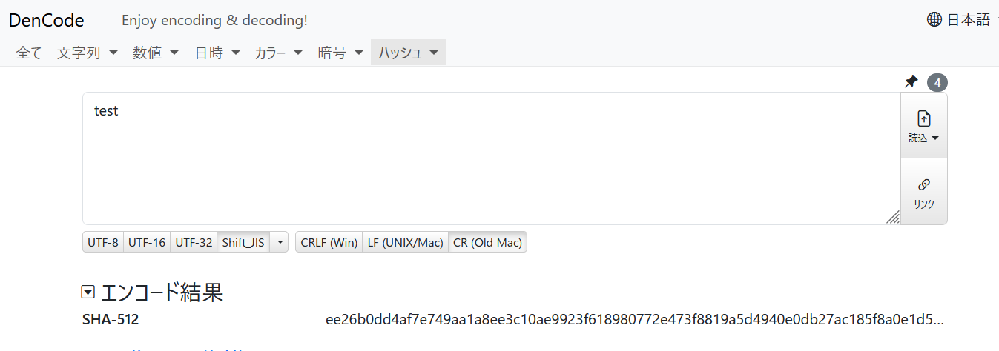 DenCode Enjoy encoding & decoding! 日本語
全て 文字列 数値 日時 カラー 暗号 ハッシュ
4
test
読込
リンク
UTF-8 UTF-16 UTF-32 Shift_JIS CRLF (Win) LF (UNIX/Mac) CR (Old Mac)
エンコード結果
SHA-512 ee26b0dd4af7e749aa1a8ee3c10ae9923f618980772e473f8819a5d4940e0db27ac185f8a0e1d5...